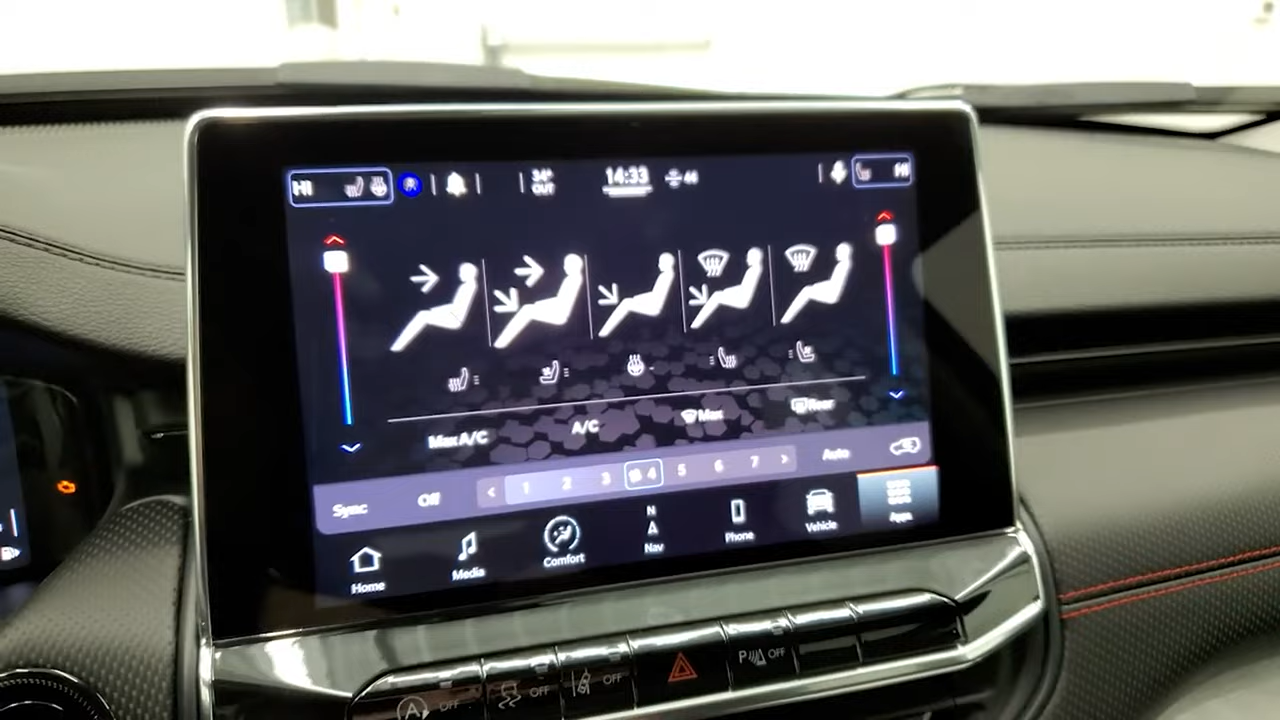 HI 34° OUT 14:33 44 HI
Max A/C A/C Max Rear
Sync Off < 1 2 3 4 5 6 7 > Auto
Home Media Comfort N Nav Phone Vehicle Apps
A OFF OFF OFF P OFF